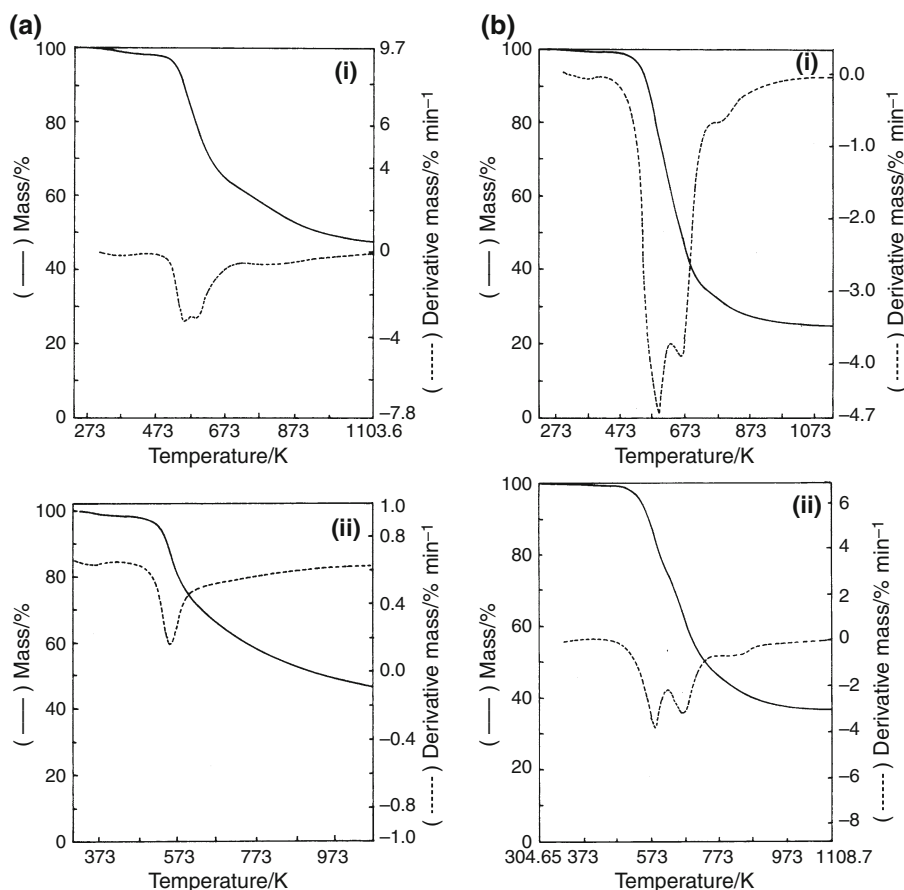 (a)
(i)
100
80
60
40
20
0
( —— ) Mass/%
9.7
6
4
0
−4
−7.8
( ----- ) Derivative mass/% min−1
273 473 673 873 1103.6
Temperature/K
(b)
(i)
100
80
60
40
20
0
( —— ) Mass/%
0.0
−1.0
−2.0
−3.0
−4.0
−4.7
( ----- ) Derivative mass/% min−1
273 473 673 873 1073
Temperature/K
(ii)
100
80
60
40
20
0
( —— ) Mass/%
1.0
0.8
0.4
0.0
−0.4
−0.8
−1.0
( ----- ) Derivative mass/% min−1
373 573 773 973
Temperature/K
(ii)
100
80
60
40
20
0
( —— ) Mass/%
6
4
2
0
−2
−4
−6
−8
( ----- ) Derivative mass/% min−1
304.65 373 573 773 973 1108.7
Temperature/K